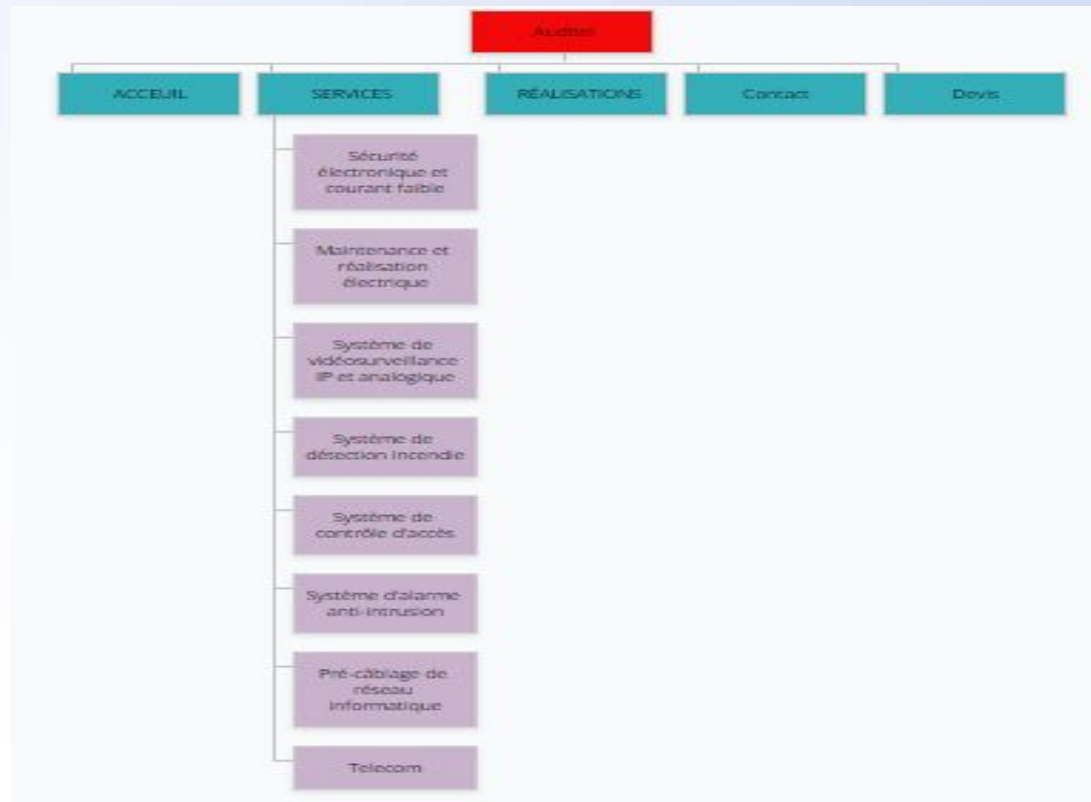 Auditel
ACCEUIL
SERVICES
RÉALISATIONS
Contact
Devis
Sécurité
électronique et
courant faible
Maintenance et
réalisation
électrique
Système de
vidéosurveillance
IP et analogique
Système de
détection Incendie
Système de
contrôle d'accès
Système d'alarme
anti-intrusion
Pré-câblage de
réseau
informatique
Telecom